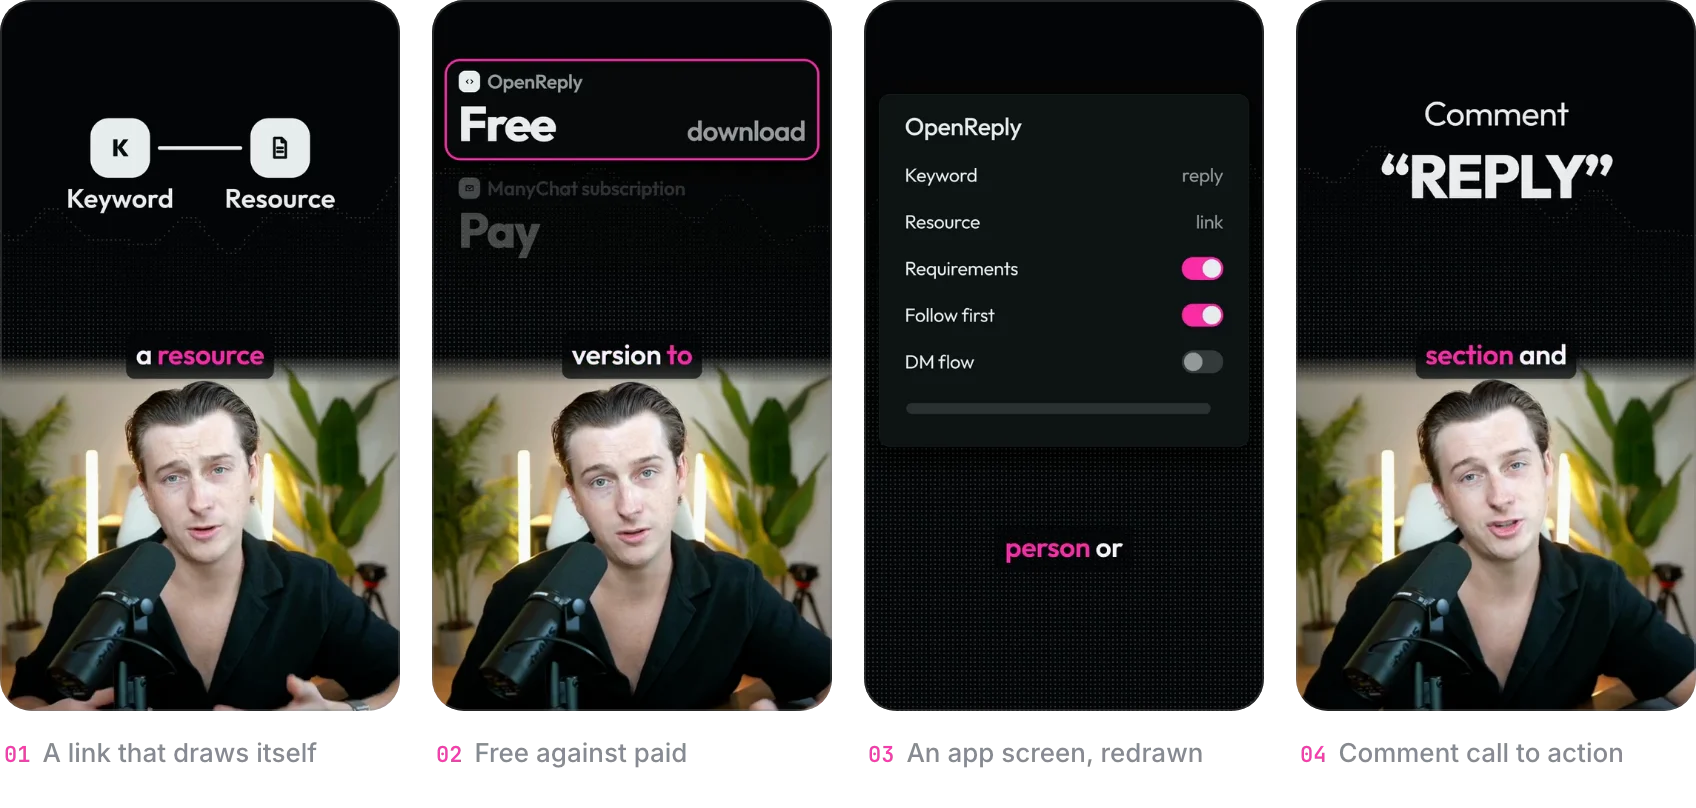 K
Keyword
Resource
a resource
01 A link that draws itself
OpenReply
Free
download
ManyChat subscription
Pay
version to
02 Free against paid
OpenReply
Keyword reply
Resource link
Requirements
Follow first
DM flow
person or
03 An app screen, redrawn
Comment
“REPLY”
section and
04 Comment call to action